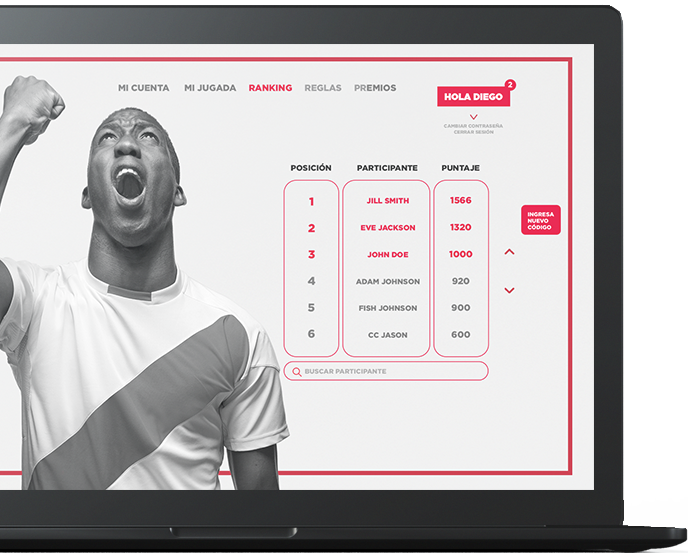 MI CUENTA MI JUGADA RANKING REGLAS PREMIOS
2
HOLA DIEGO
CAMBIAR CONTRASEÑA
CERRAR SESIÓN
POSICIÓN PARTICIPANTE PUNTAJE
1 JILL SMITH 1566
2 EVE JACKSON 1320
3 JOHN DOE 1000
4 ADAM JOHNSON 920
5 FISH JOHNSON 900
6 CC JASON 600
INGRESA
NUEVO
CÓDIGO
BUSCAR PARTICIPANTE